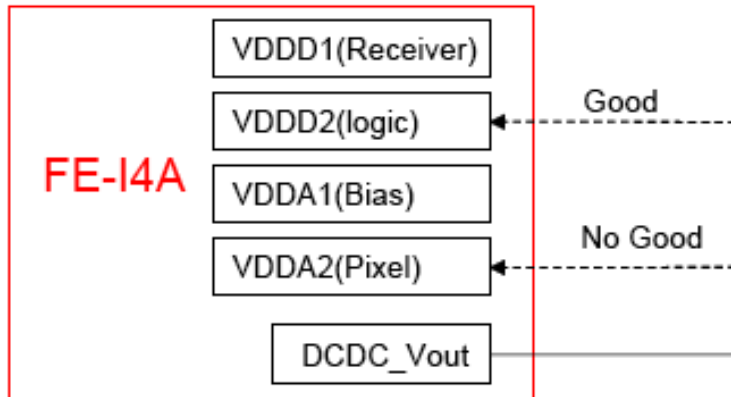 VDDD1(Receiver)
VDDD2(logic)
Good
FE-I4A
VDDA1(Bias)
VDDA2(Pixel)
No Good
DCDC_Vout